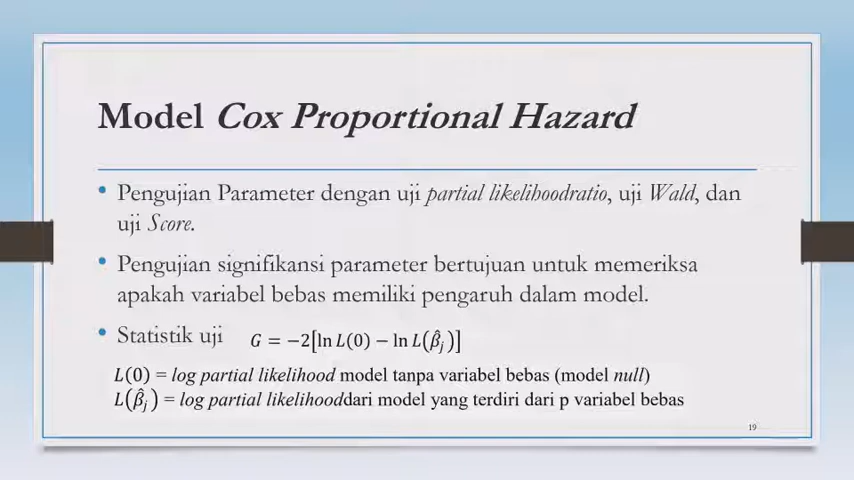 Model Cox Proportional Hazard
• Pengujian Parameter dengan uji partial likelihoodratio, uji Wald, dan
uji Score.
• Pengujian signifikansi parameter bertujuan untuk memeriksa
apakah variabel bebas memiliki pengaruh dalam model.
• Statistik uji G = −2[ln L(0) − ln L(β̂ⱼ)]
L(0) = log partial likelihood model tanpa variabel bebas (model null)
L(β̂ⱼ) = log partial likelihooddari model yang terdiri dari p variabel bebas
19